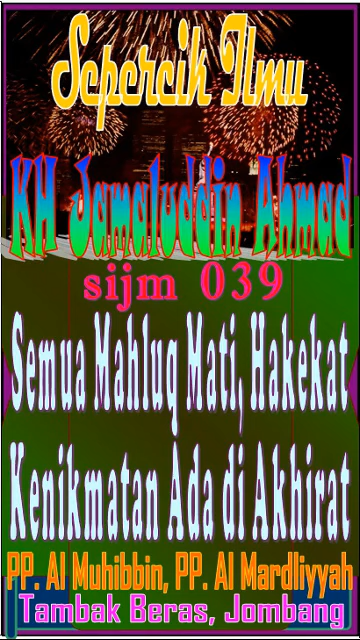 Sepercik Ilmu
KH Jamaluddin Ahmad
sijm 039
Semua Mahluq Mati, Hakekat
Kenikmatan Ada di Akhirat
PP. Al Muhibbin, PP. Al Mardliyyah
Tambak Beras, Jombang